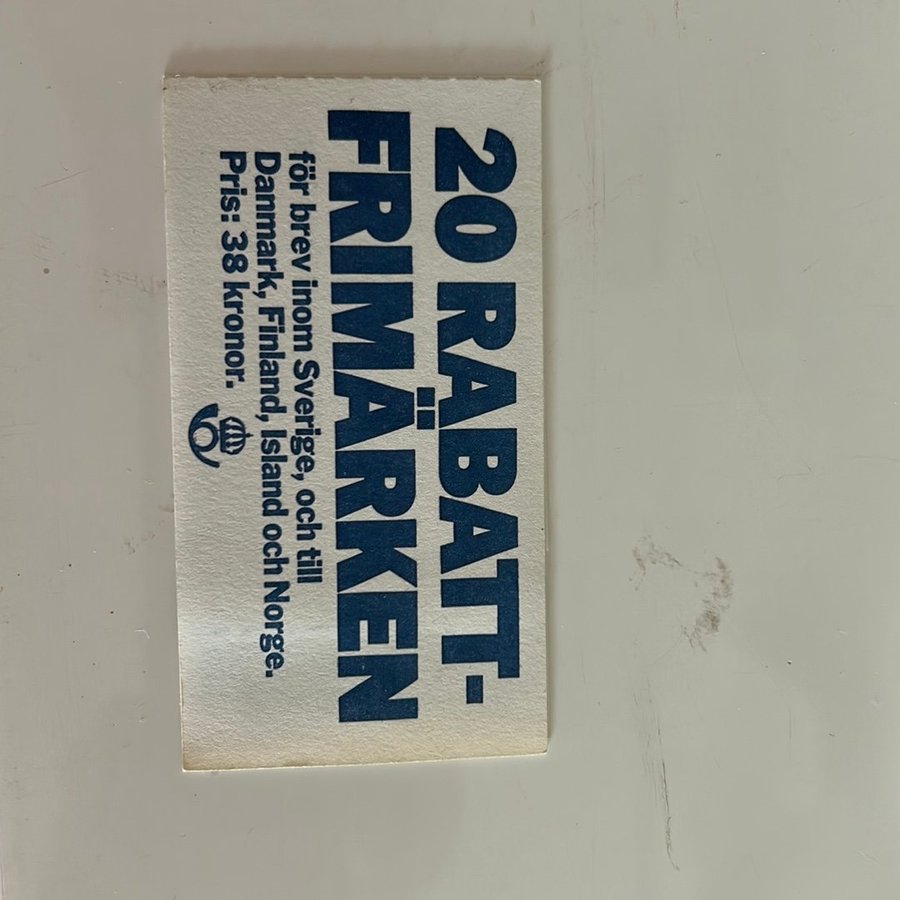 20 RABATT-
FRIMÄRKEN
för brev inom Sverige, och till
Danmark, Finland, Island och Norge.
Pris: 38 kronor.